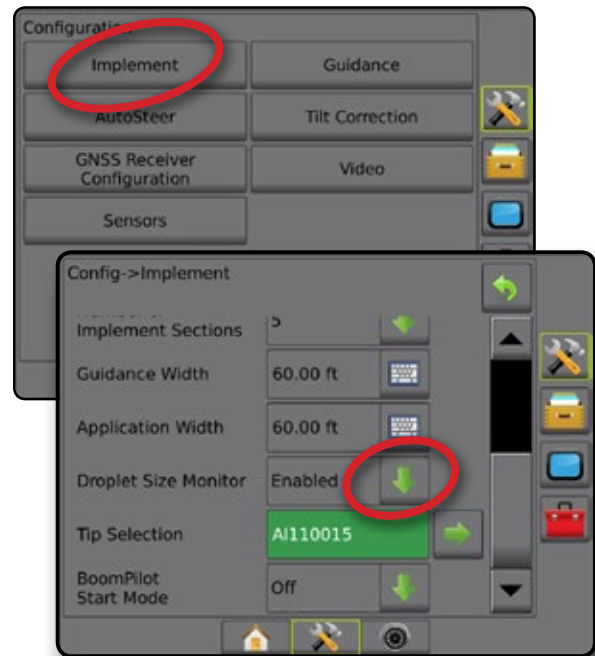 Configuration
Implement
Guidance
AutoSteer
Tilt Correction
GNSS Receiver
Configuration
Video
Sensors
Config->Implement
Implement Sections
5
Guidance Width
60.00 ft
Application Width
60.00 ft
Droplet Size Monitor
Enabled
Tip Selection
AI110015
BoomPilot
Start Mode
Off